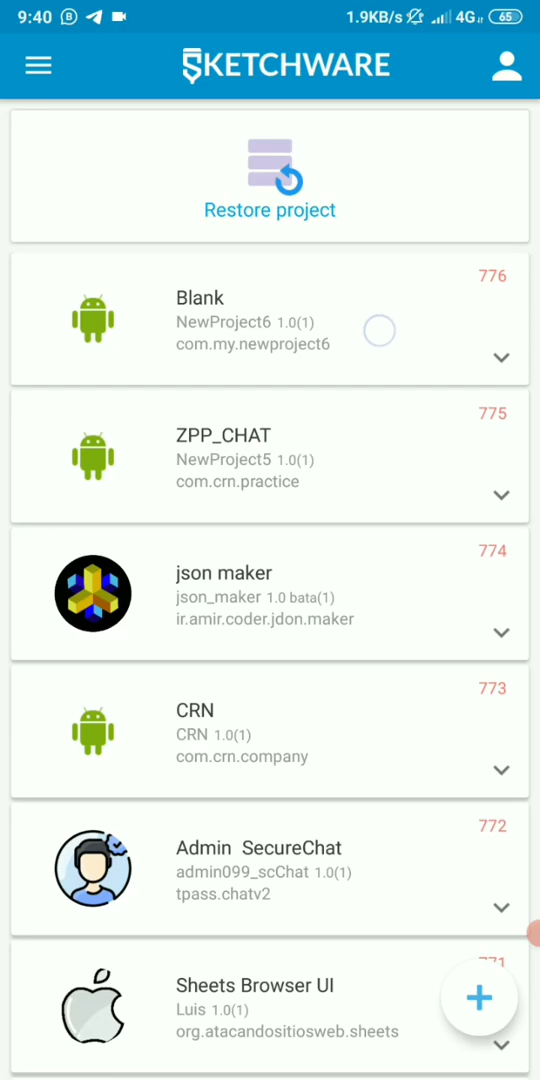 9:40
1.9KB/s 4G 65
SKETCHWARE
Restore project
776
Blank
NewProject6 1.0(1)
com.my.newproject6
775
ZPP_CHAT
NewProject5 1.0(1)
com.crn.practice
774
json maker
json_maker 1.0 bata(1)
ir.amir.coder.jdon.maker
773
CRN
CRN 1.0(1)
com.crn.company
772
Admin SecureChat
admin099_scChat 1.0(1)
tpass.chatv2
771
Sheets Browser UI
Luis 1.0(1)
org.atacandositiosweb.sheets